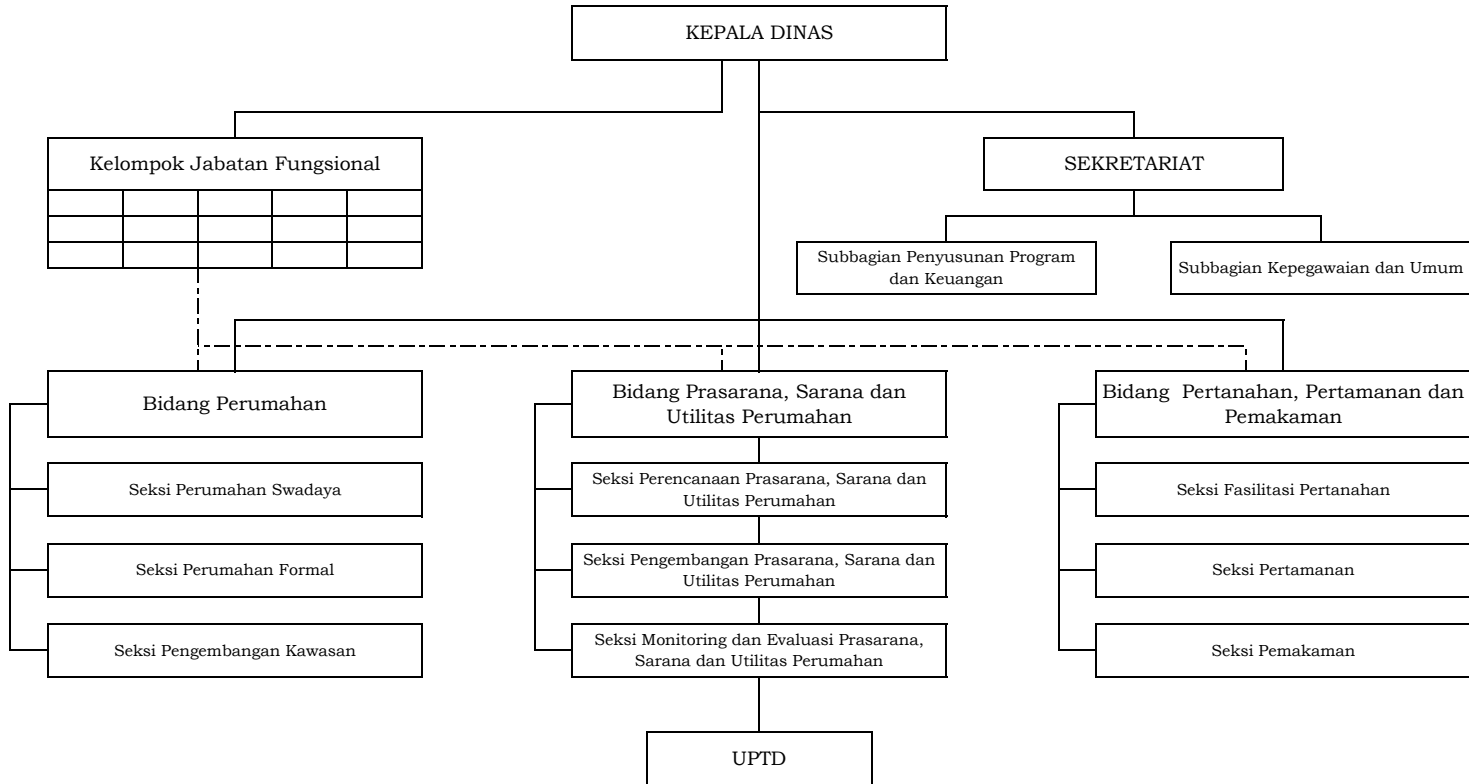 KEPALA DINAS
Kelompok Jabatan Fungsional
SEKRETARIAT
Subbagian Penyusunan Program
dan Keuangan
Subbagian Kepegawaian dan Umum
Bidang Perumahan
Bidang Prasarana, Sarana dan
Utilitas Perumahan
Bidang  Pertanahan, Pertamanan dan
Pemakaman
Seksi Perumahan Swadaya
Seksi Perencanaan Prasarana, Sarana dan
Utilitas Perumahan
Seksi Fasilitasi Pertanahan
Seksi Perumahan Formal
Seksi Pengembangan Prasarana, Sarana dan
Utilitas Perumahan
Seksi Pertamanan
Seksi Pengembangan Kawasan
Seksi Monitoring dan Evaluasi Prasarana,
Sarana dan Utilitas Perumahan
Seksi Pemakaman
UPTD